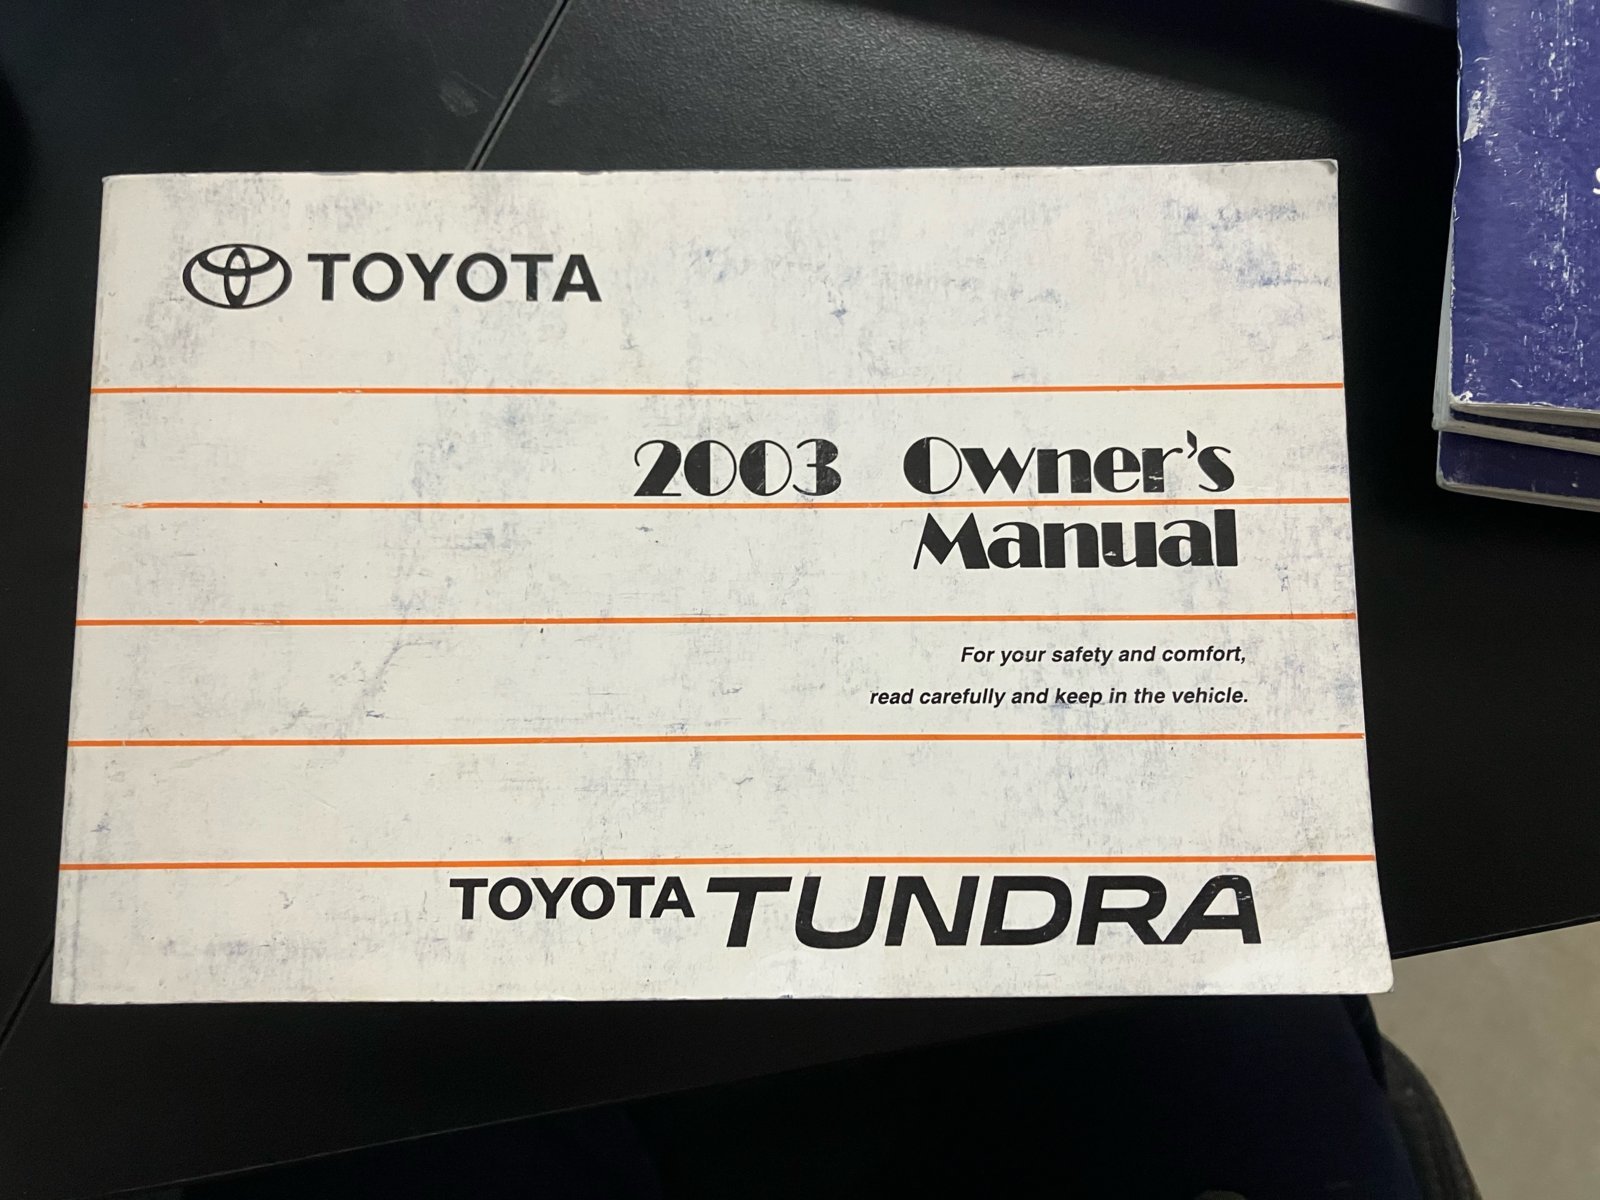 TOYOTA
2003 Owner's
Manual
For your safety and comfort,
read carefully and keep in the vehicle.
TOYOTA TUNDRA